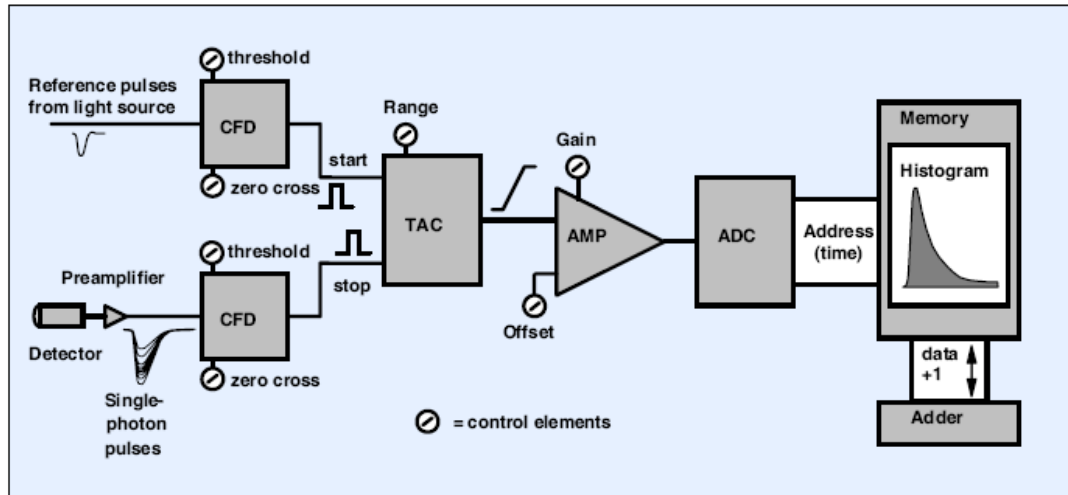 threshold
Reference pulses
from light source
CFD
zero cross
Range
start
TAC
stop
threshold
Preamplifier
CFD
Detector
zero cross
Single-
photon
pulses
Gain
AMP
Offset
ADC
Address
(time)
Memory
Histogram
data
+1
Adder
= control elements